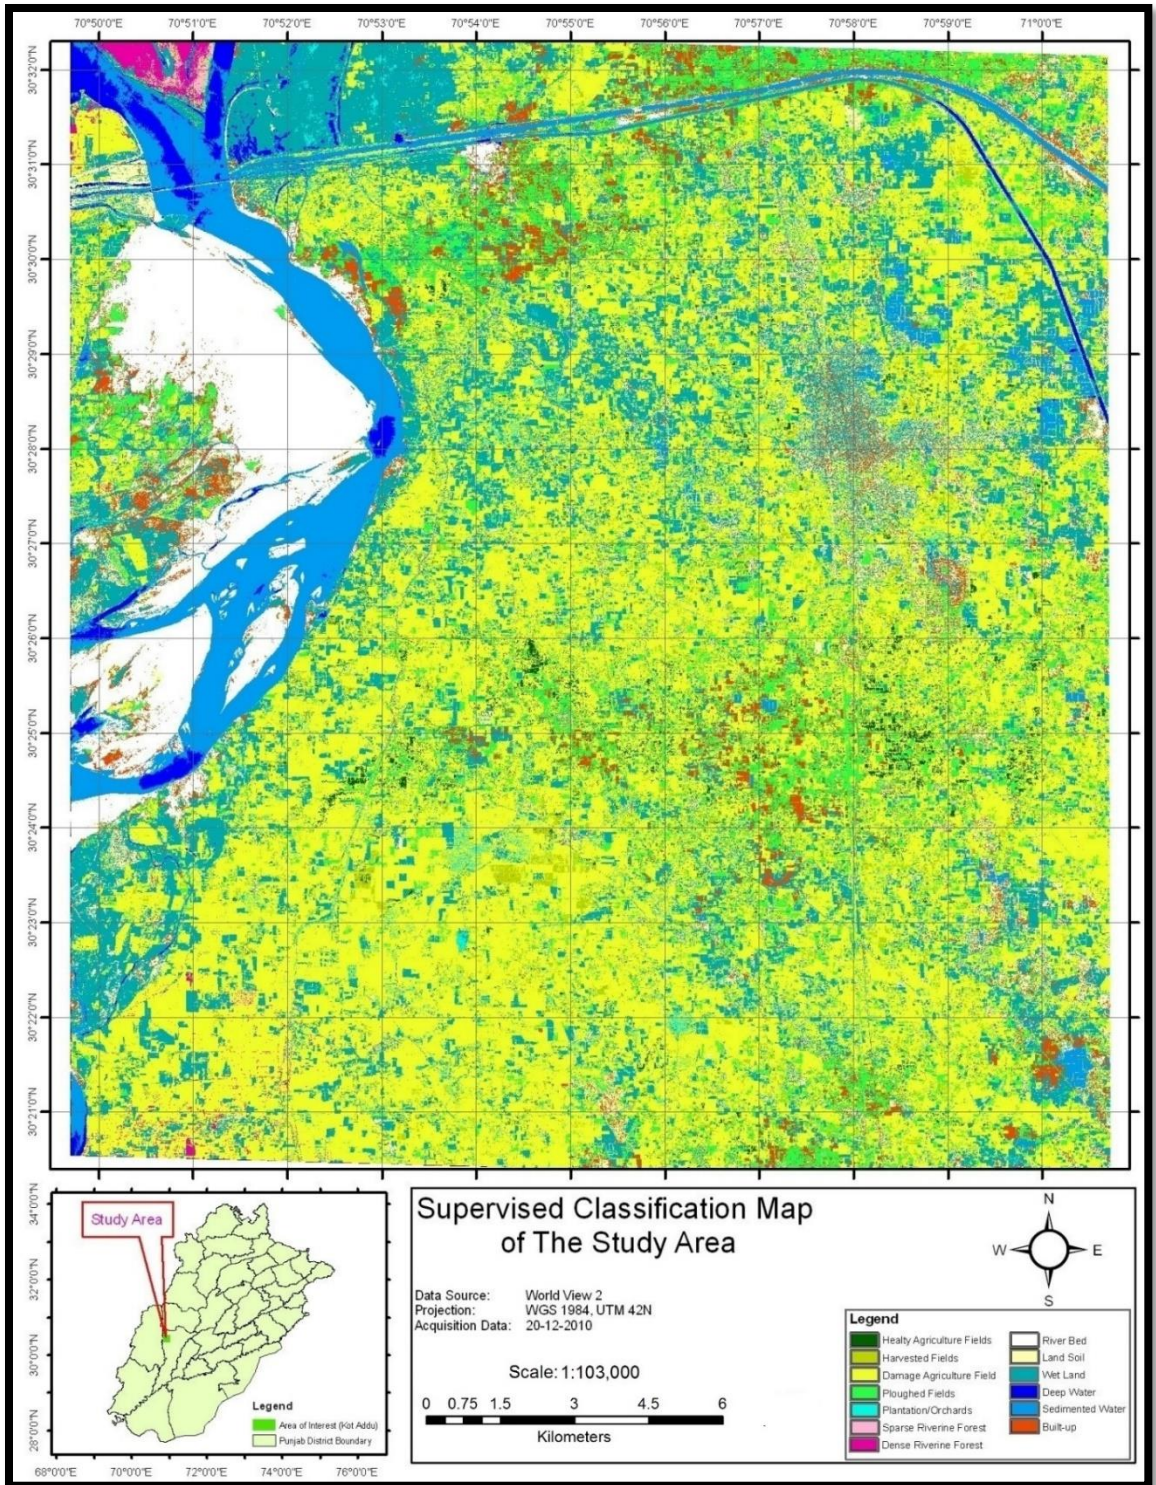 70°50'0"E 70°51'0"E 70°52'0"E 70°53'0"E 70°54'0"E 70°55'0"E 70°56'0"E 70°57'0"E 70°58'0"E 70°59'0"E 71°0'0"E
30°32'0"N
30°31'0"N
30°30'0"N
30°29'0"N
30°28'0"N
30°27'0"N
30°26'0"N
30°25'0"N
30°24'0"N
30°23'0"N
30°22'0"N
30°21'0"N
34°0'0"N
32°0'0"N
30°0'0"N
28°0'0"N
Study Area
Legend
Area of Interest (Kot Addu)
Punjab District Boundary
68°0'0"E 70°0'0"E 72°0'0"E 74°0'0"E 76°0'0"E
Supervised Classification Map
of The Study Area
Data Source: World View 2
Projection: WGS 1984, UTM 42N
Acquisition Data: 20-12-2010
Scale: 1:103,000
0 0.75 1.5 3 4.5 6
Kilometers
N
W E
S
Legend
Healty Agriculture Fields
Harvested Fields
Damage Agriculture Field
Ploughed Fields
Plantation/Orchards
Sparse Riverine Forest
Dense Riverine Forest
River Bed
Land Soil
Wet Land
Deep Water
Sedimented Water
Built-up